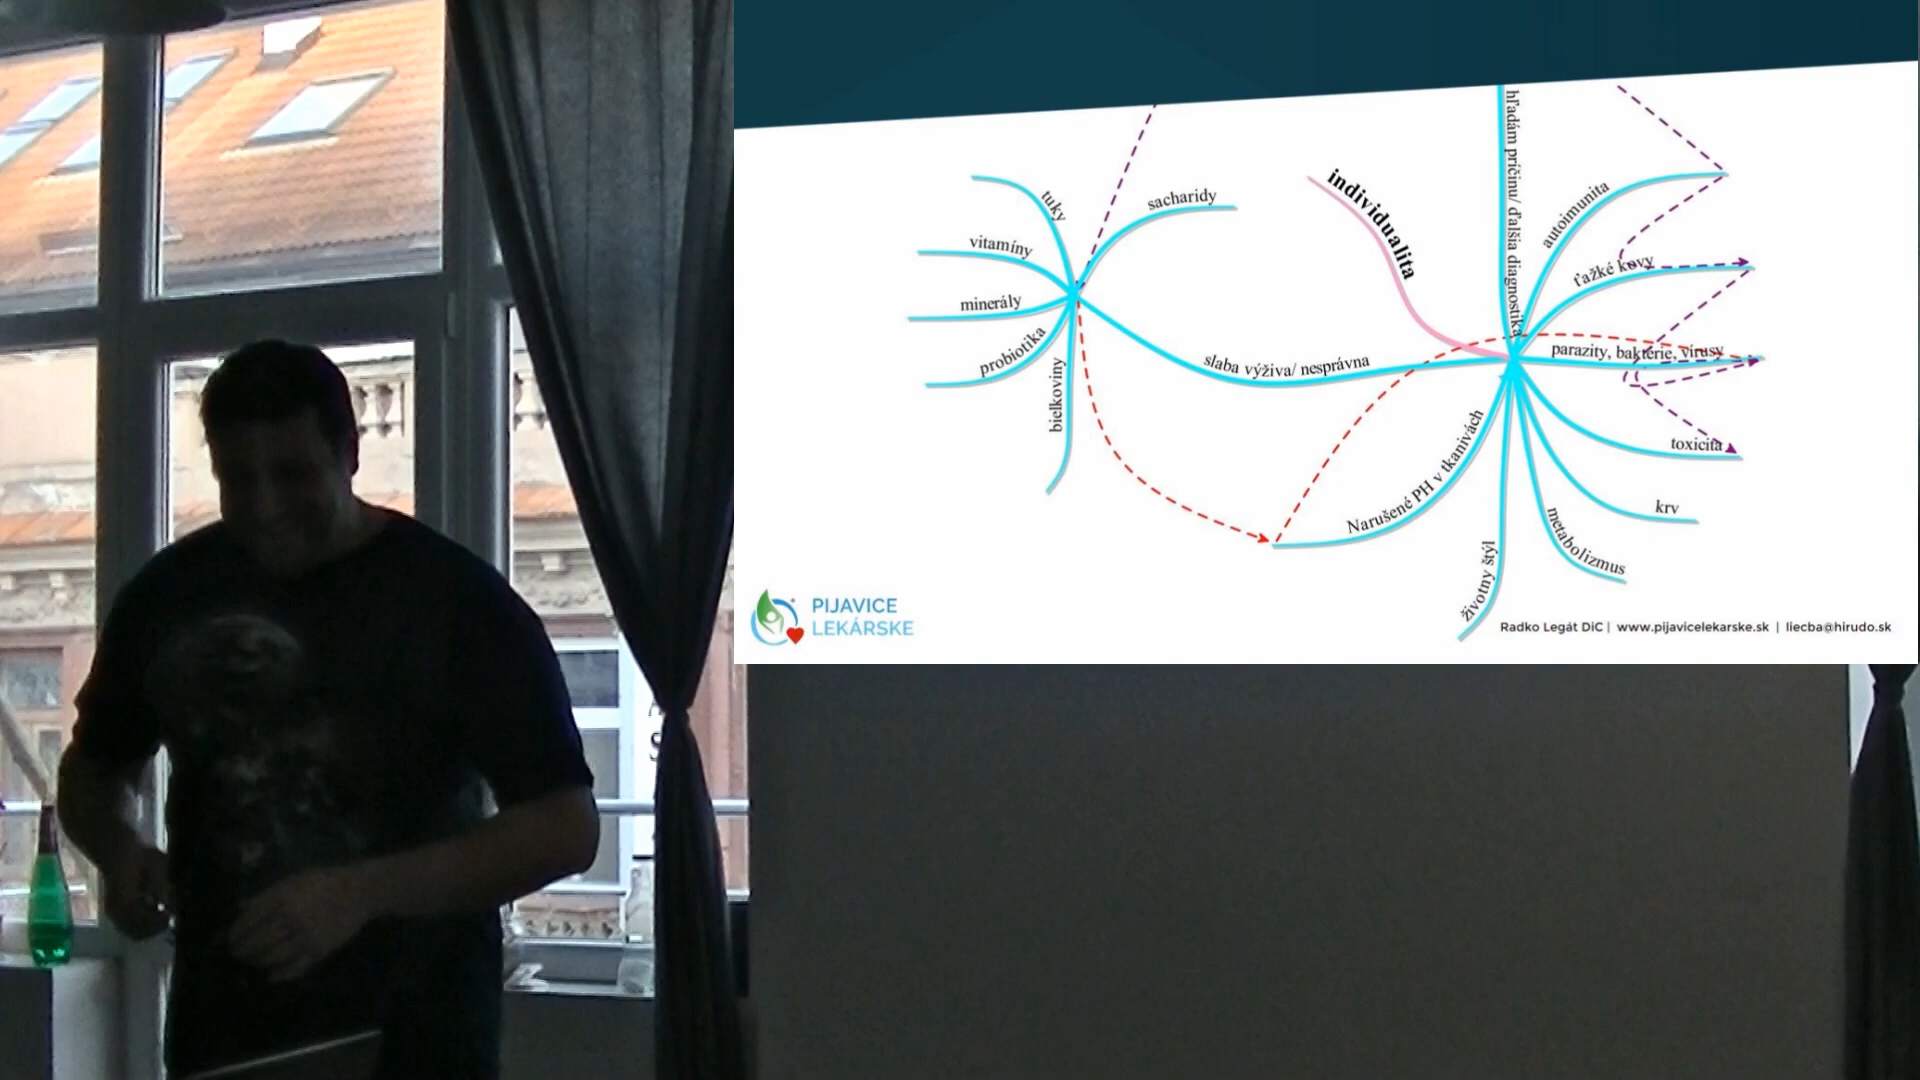 hľadám príčinu/ ďalšia diagnostika
individualita
autoimunita
tuky
sacharidy
vitamíny
ťažké kovy
minerály
probiotika
parazity, baktérie, vírusy
slaba výživa/ nesprávna
bielkoviny
toxicita
Narušené PH v tkanivách
krv
metabolizmus
životny štýl
PIJAVICE
LEKÁRSKE
Radko Legát DiC | www.pijavicelekarske.sk | liecba@hirudo.sk